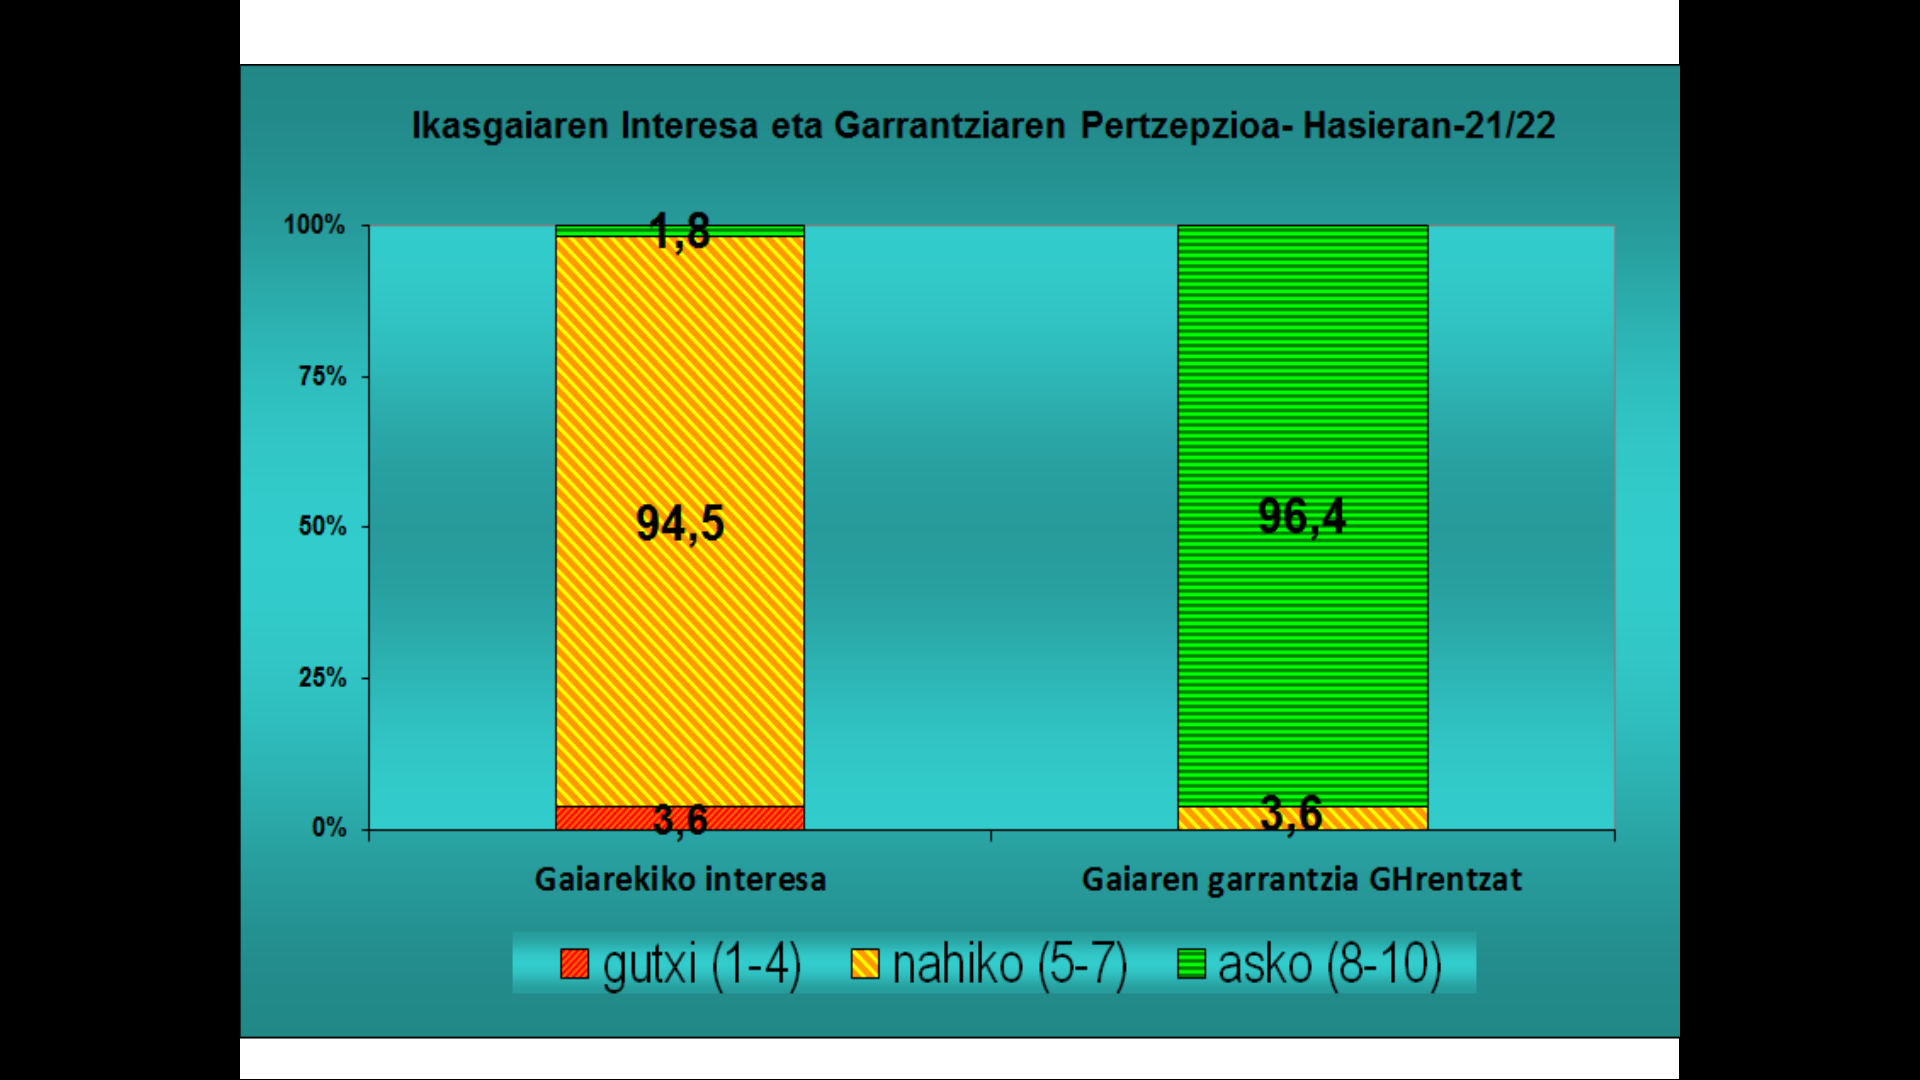 Ikasgaiaren Interesa eta Garrantziaren Pertzepzioa- Hasieran-21/22
100%
75%
50%
25%
0%
1,8
94,5
3,6
96,4
3,6
Gaiarekiko interesa
Gaiaren garrantzia GHrentzat
gutxi (1-4) nahiko (5-7) asko (8-10)